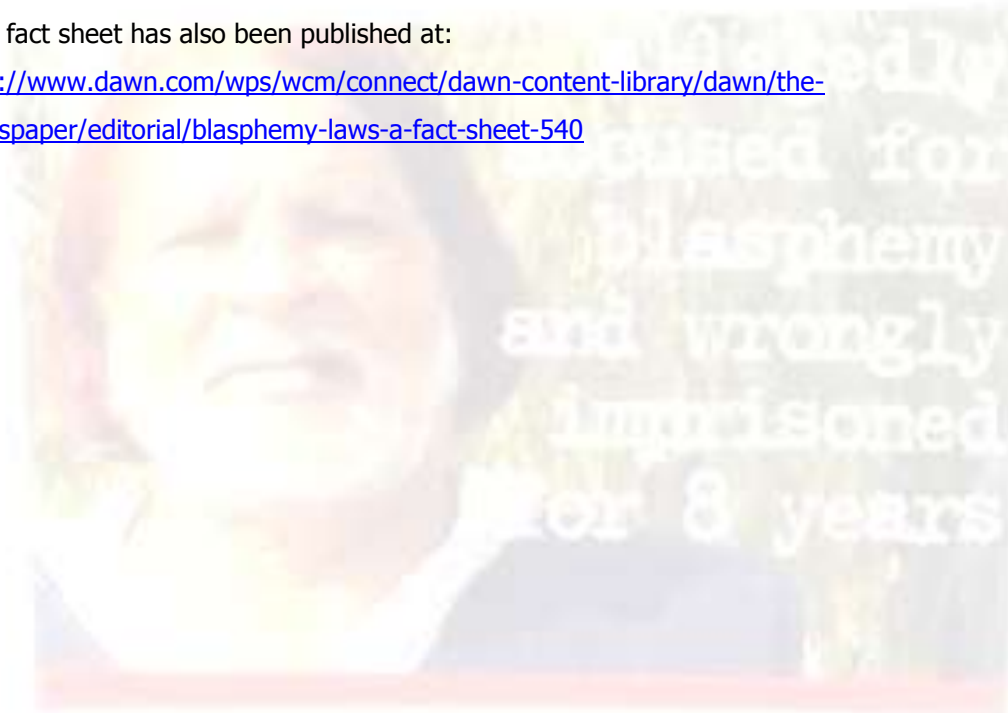 fact sheet has also been published at:
://www.dawn.com/wps/wcm/connect/dawn-content-library/dawn/the-
spaper/editorial/blasphemy-laws-a-fact-sheet-540
accused for
blasphemy
and wrongly
imprisoned
for 8 years